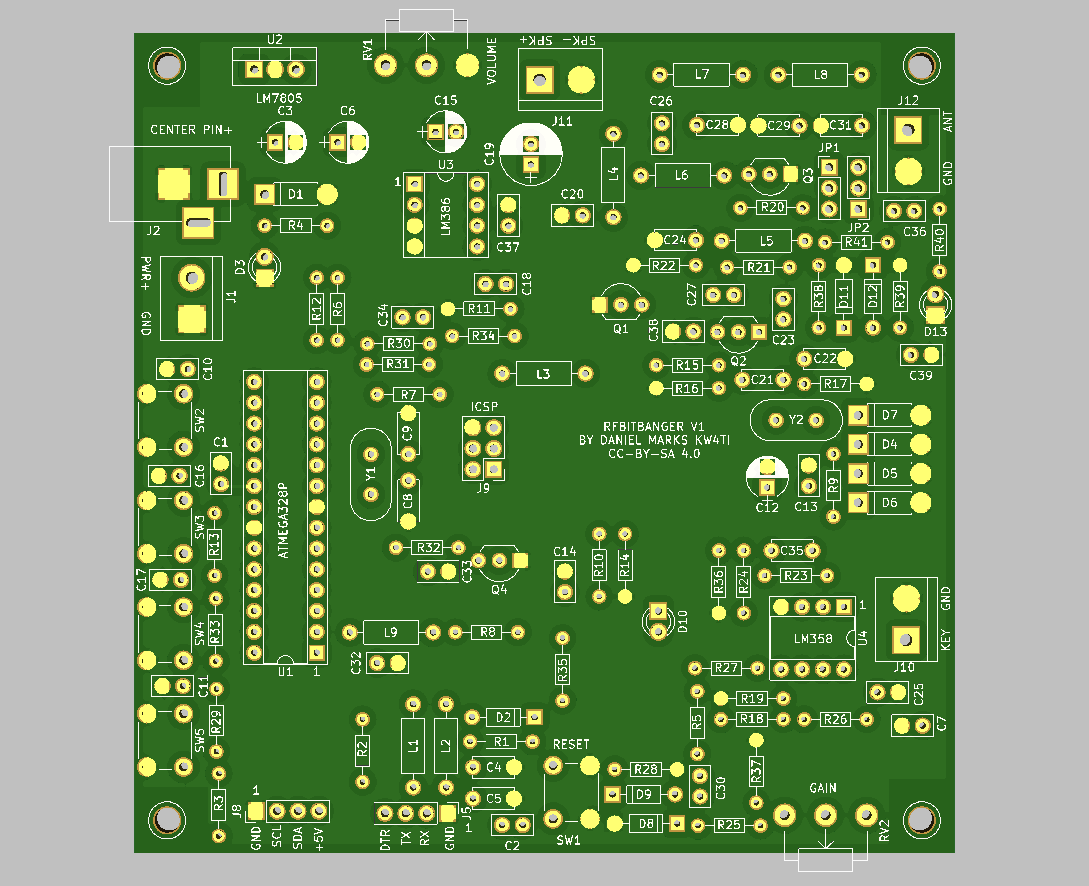 U2
LM7805
RV1
VOLUME
SPK+ SPK-
J11
L7
L8
J12
ANT
GND
CENTER PIN+
C3
C6
C15
C19
C26
C28
C29
C31
JP1
JP2
Q3
U3
1
LM386
C37
C20
L4
L6
R20
C36
R40
J2
D1
R4
D3
PWR+
GND
J1
R12
R6
C18
C24
L5
R41
R22
R21
R38
D11
D12
R39
D13
C34
R11
R34
Q1
C27
C23
C38
Q2
R30
R31
C10
L3
R15
R16
C21
C22
R17
C39
SW2
R7
ICSP
C9
RFBITBANGER V1
BY DANIEL MARKS KW4TI
CC-BY-SA 4.0
Y2
D7
D4
D5
D6
C1
C16
Y1
J9
C8
C12
C13
R9
ATMEGA328P
SW3
R13
C17
R32
C33
Q4
C14
R10
R14
C35
R23
R36
R24
D10
LM358
1
U4
GND
KEY
J10
SW4
R33
L9
R8
C32
U1
1
R35
R27
C11
R29
SW5
R19
R18
R26
R5
C25
C7
R2
L1
L2
D2
R1
C4
C5
RESET
SW1
R28
D9
D8
C30
R37
R25
GAIN
RV2
R3
J8
1
GND
SCL
SDA
+5V
DTR
TX
RX
GND
J5
1
C2